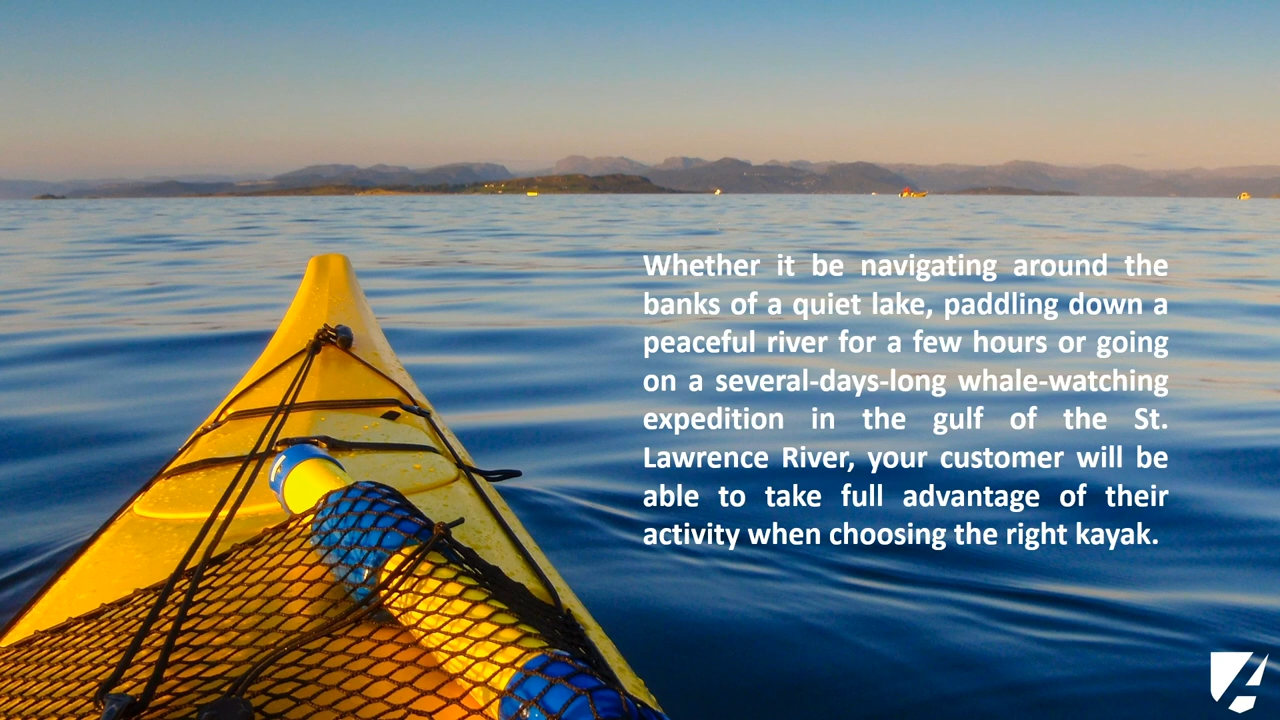 Whether it be navigating around the
banks of a quiet lake, paddling down a
peaceful river for a few hours or going
on a several-days-long whale-watching
expedition in the gulf of the St.
Lawrence River, your customer will be
able to take full advantage of their
activity when choosing the right kayak.